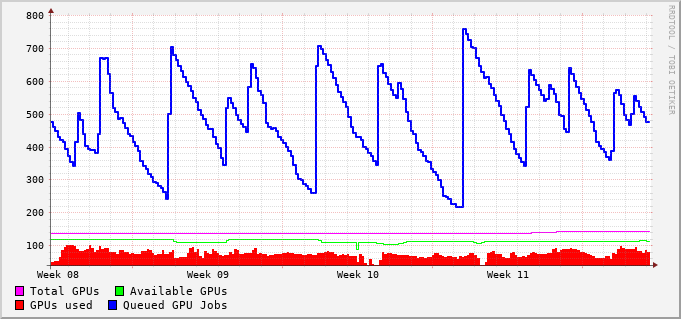 800
700
600
500
400
300
200
100
Week 08 Week 09 Week 10 Week 11
Total GPUs Available GPUs
GPUs used Queued GPU Jobs
RRDTOOL / TOBI OETIKER